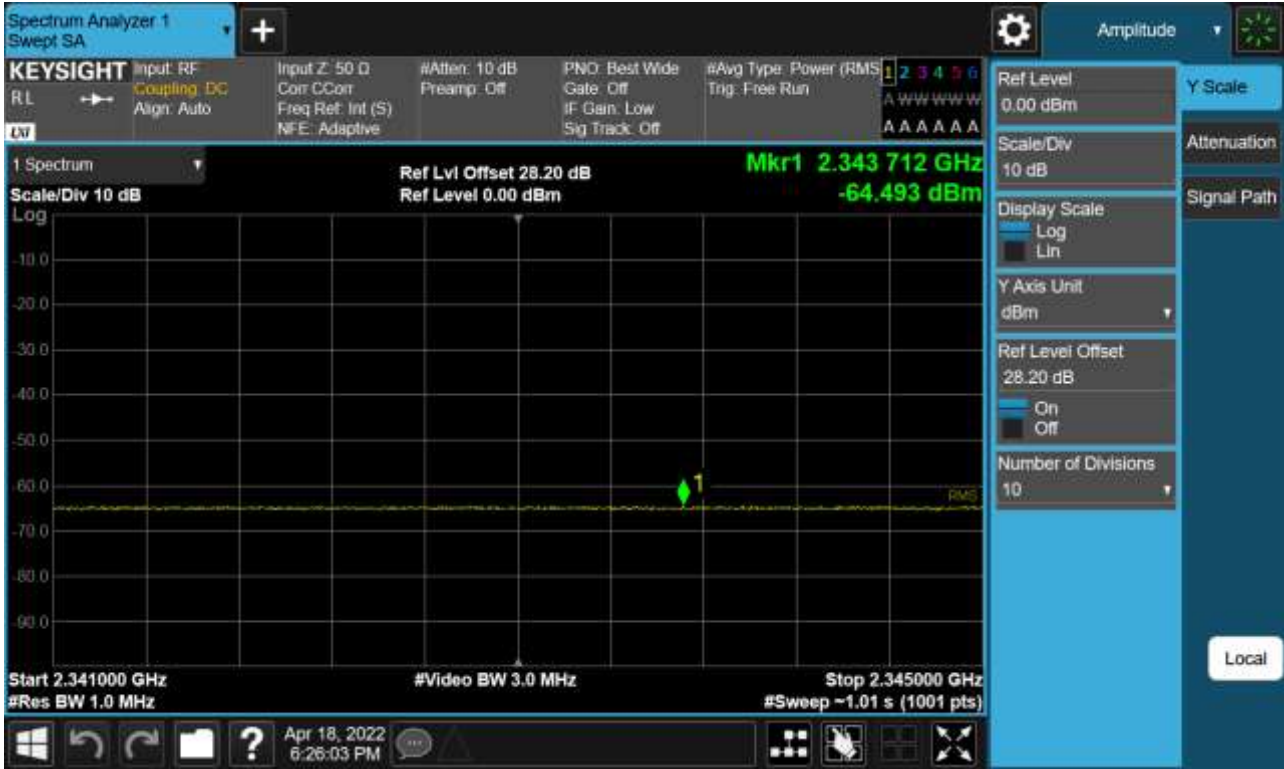 Spectrum Analyzer 1
Swept SA
+
Amplitude
KEYSIGHT
RL
LXI
Input: RF
Coupling: DC
Align: Auto
Input Z: 50 Ω
Corr CCorr
Freq Ref: Int (S)
NFE: Adaptive
#Atten: 10 dB
Preamp: Off
PNO: Best Wide
Gate: Off
IF Gain: Low
Sig Track: Off
#Avg Type: Power (RMS
Trig: Free Run
1 2 3 4 5 6
A W W W W W
A A A A A A
1 Spectrum
Scale/Div 10 dB
Ref Lvl Offset 28.20 dB
Ref Level 0.00 dBm
Mkr1 2.343 712 GHz
-64.493 dBm
Log
-10.0
-20.0
-30.0
-40.0
-50.0
-60.0
-70.0
-80.0
-90.0
1
RMS
Start 2.341000 GHz
#Video BW 3.0 MHz
Stop 2.345000 GHz
#Res BW 1.0 MHz
#Sweep ~1.01 s (1001 pts)
Ref Level
0.00 dBm
Scale/Div
10 dB
Display Scale
Log
Lin
Y Axis Unit
dBm
Ref Level Offset
28.20 dB
On
Off
Number of Divisions
10
Y Scale
Attenuation
Signal Path
Local
?
Apr 18, 2022
6:26:03 PM